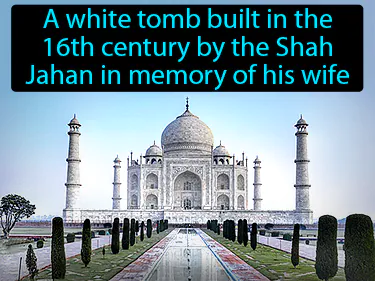 A white tomb built in the
16th century by the Shah
Jahan in memory of his wife